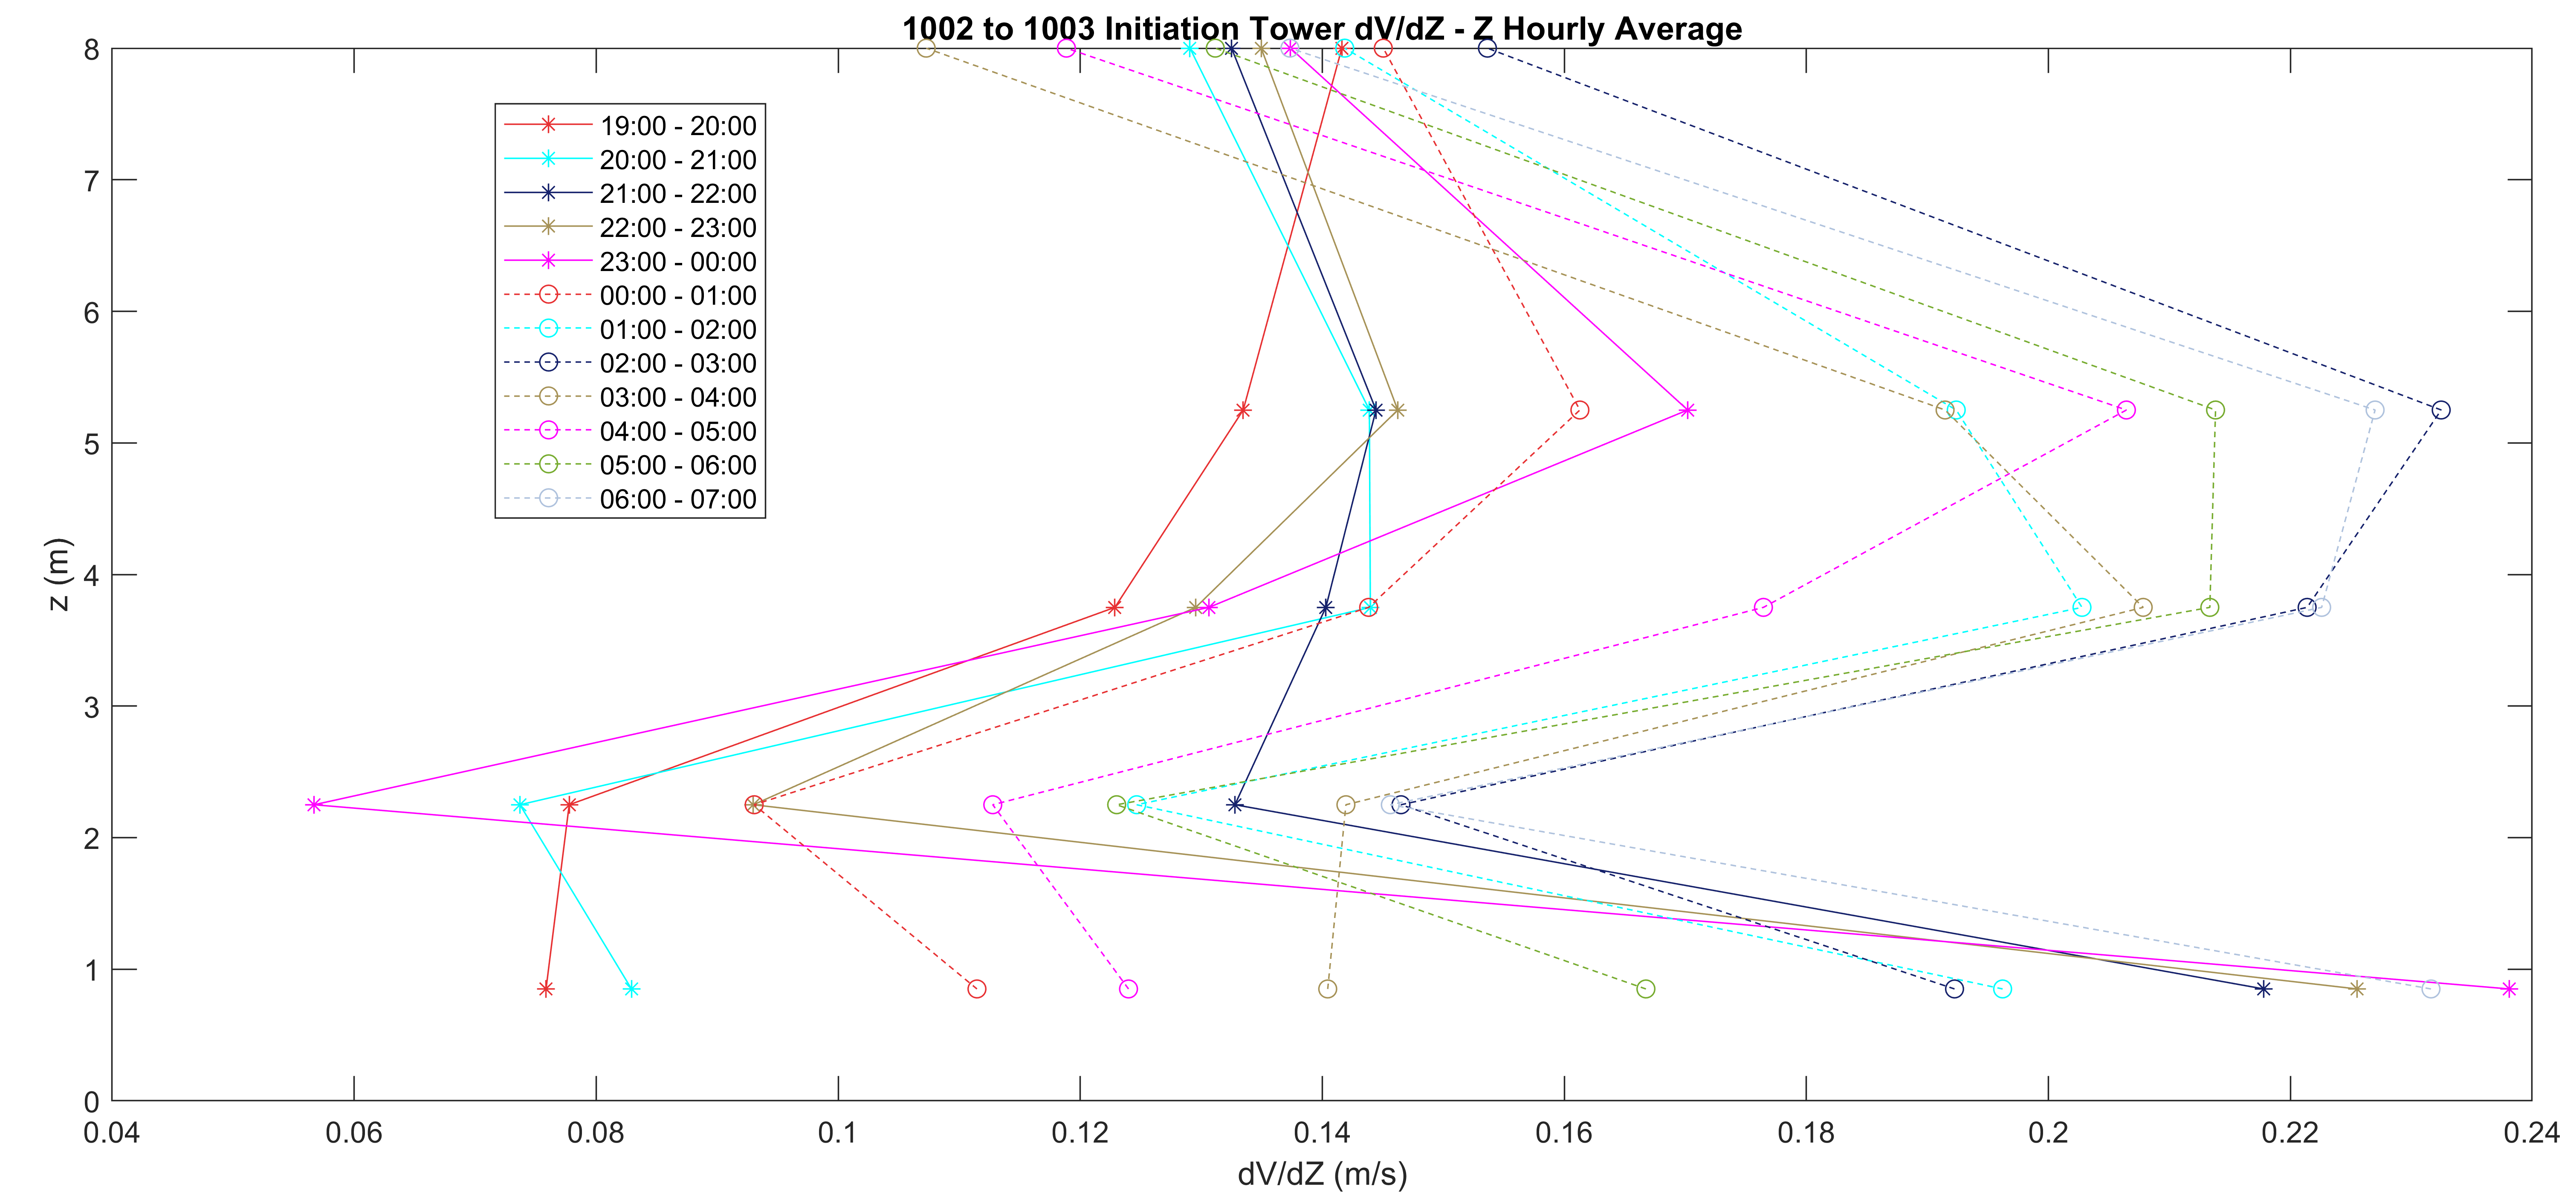 1002 to 1003 Initiation Tower dV/dZ - Z Hourly Average
8
7
6
5
4
3
2
1
0
z (m)
19:00 - 20:00
20:00 - 21:00
21:00 - 22:00
22:00 - 23:00
23:00 - 00:00
00:00 - 01:00
01:00 - 02:00
02:00 - 03:00
03:00 - 04:00
04:00 - 05:00
05:00 - 06:00
06:00 - 07:00
0.04 0.06 0.08 0.1 0.12 0.14 0.16 0.18 0.2 0.22 0.24
dV/dZ (m/s)